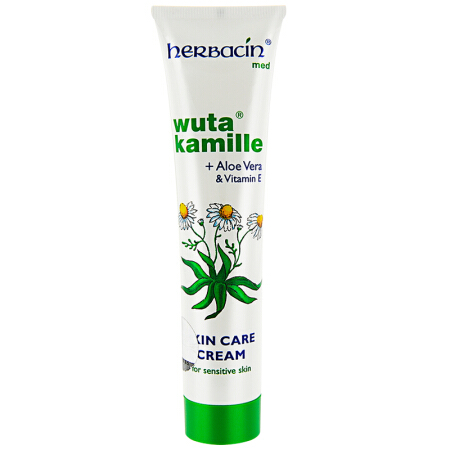 herbacin®
med
wuta®
kamille
+ Aloe Vera
& Vitamin E
KIN CARE
CREAM
for sensitive skin